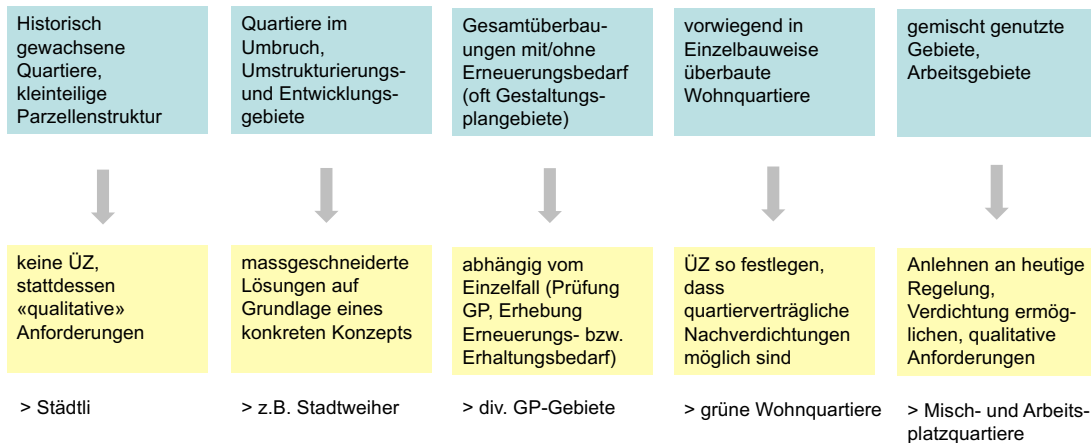 Historisch
gewachsene
Quartiere,
kleinteilige
Parzellenstruktur
Quartiere im
Umbruch,
Umstrukturierungs-
und Entwicklungs-
gebiete
Gesamtüberbau-
ungen mit/ohne
Erneuerungsbedarf
(oft Gestaltungs-
plangebiete)
vorwiegend in
Einzelbauweise
überbaute
Wohnquartiere
gemischt genutzte
Gebiete,
Arbeitsgebiete
keine ÜZ,
stattdessen
«qualitative»
Anforderungen
massgeschneiderte
Lösungen auf
Grundlage eines
konkreten Konzepts
abhängig vom
Einzelfall (Prüfung
GP, Erhebung
Erneuerungs- bzw.
Erhaltungsbedarf)
ÜZ so festlegen,
dass
quartierverträgliche
Nachverdichtungen
möglich sind
Anlehnen an heutige
Regelung,
Verdichtung ermög-
lichen, qualitative
Anforderungen
> Städtli
> z.B. Stadtweiher
> div. GP-Gebiete
> grüne Wohnquartiere
> Misch- und Arbeits-
platzquartiere